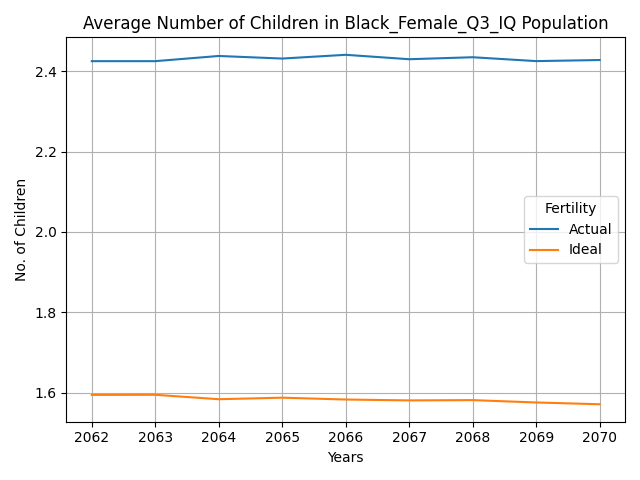 Average Number of Children in Black_Female_Q3_IQ Population
No. of Children
2.4
2.2
2.0
1.8
1.6
Fertility
Actual
Ideal
2062 2063 2064 2065 2066 2067 2068 2069 2070
Years